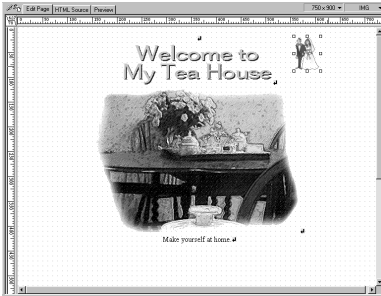 Edit Page HTML Source Preview 750 x 900 IMG
Welcome to
My Tea House
Make yourself at home.